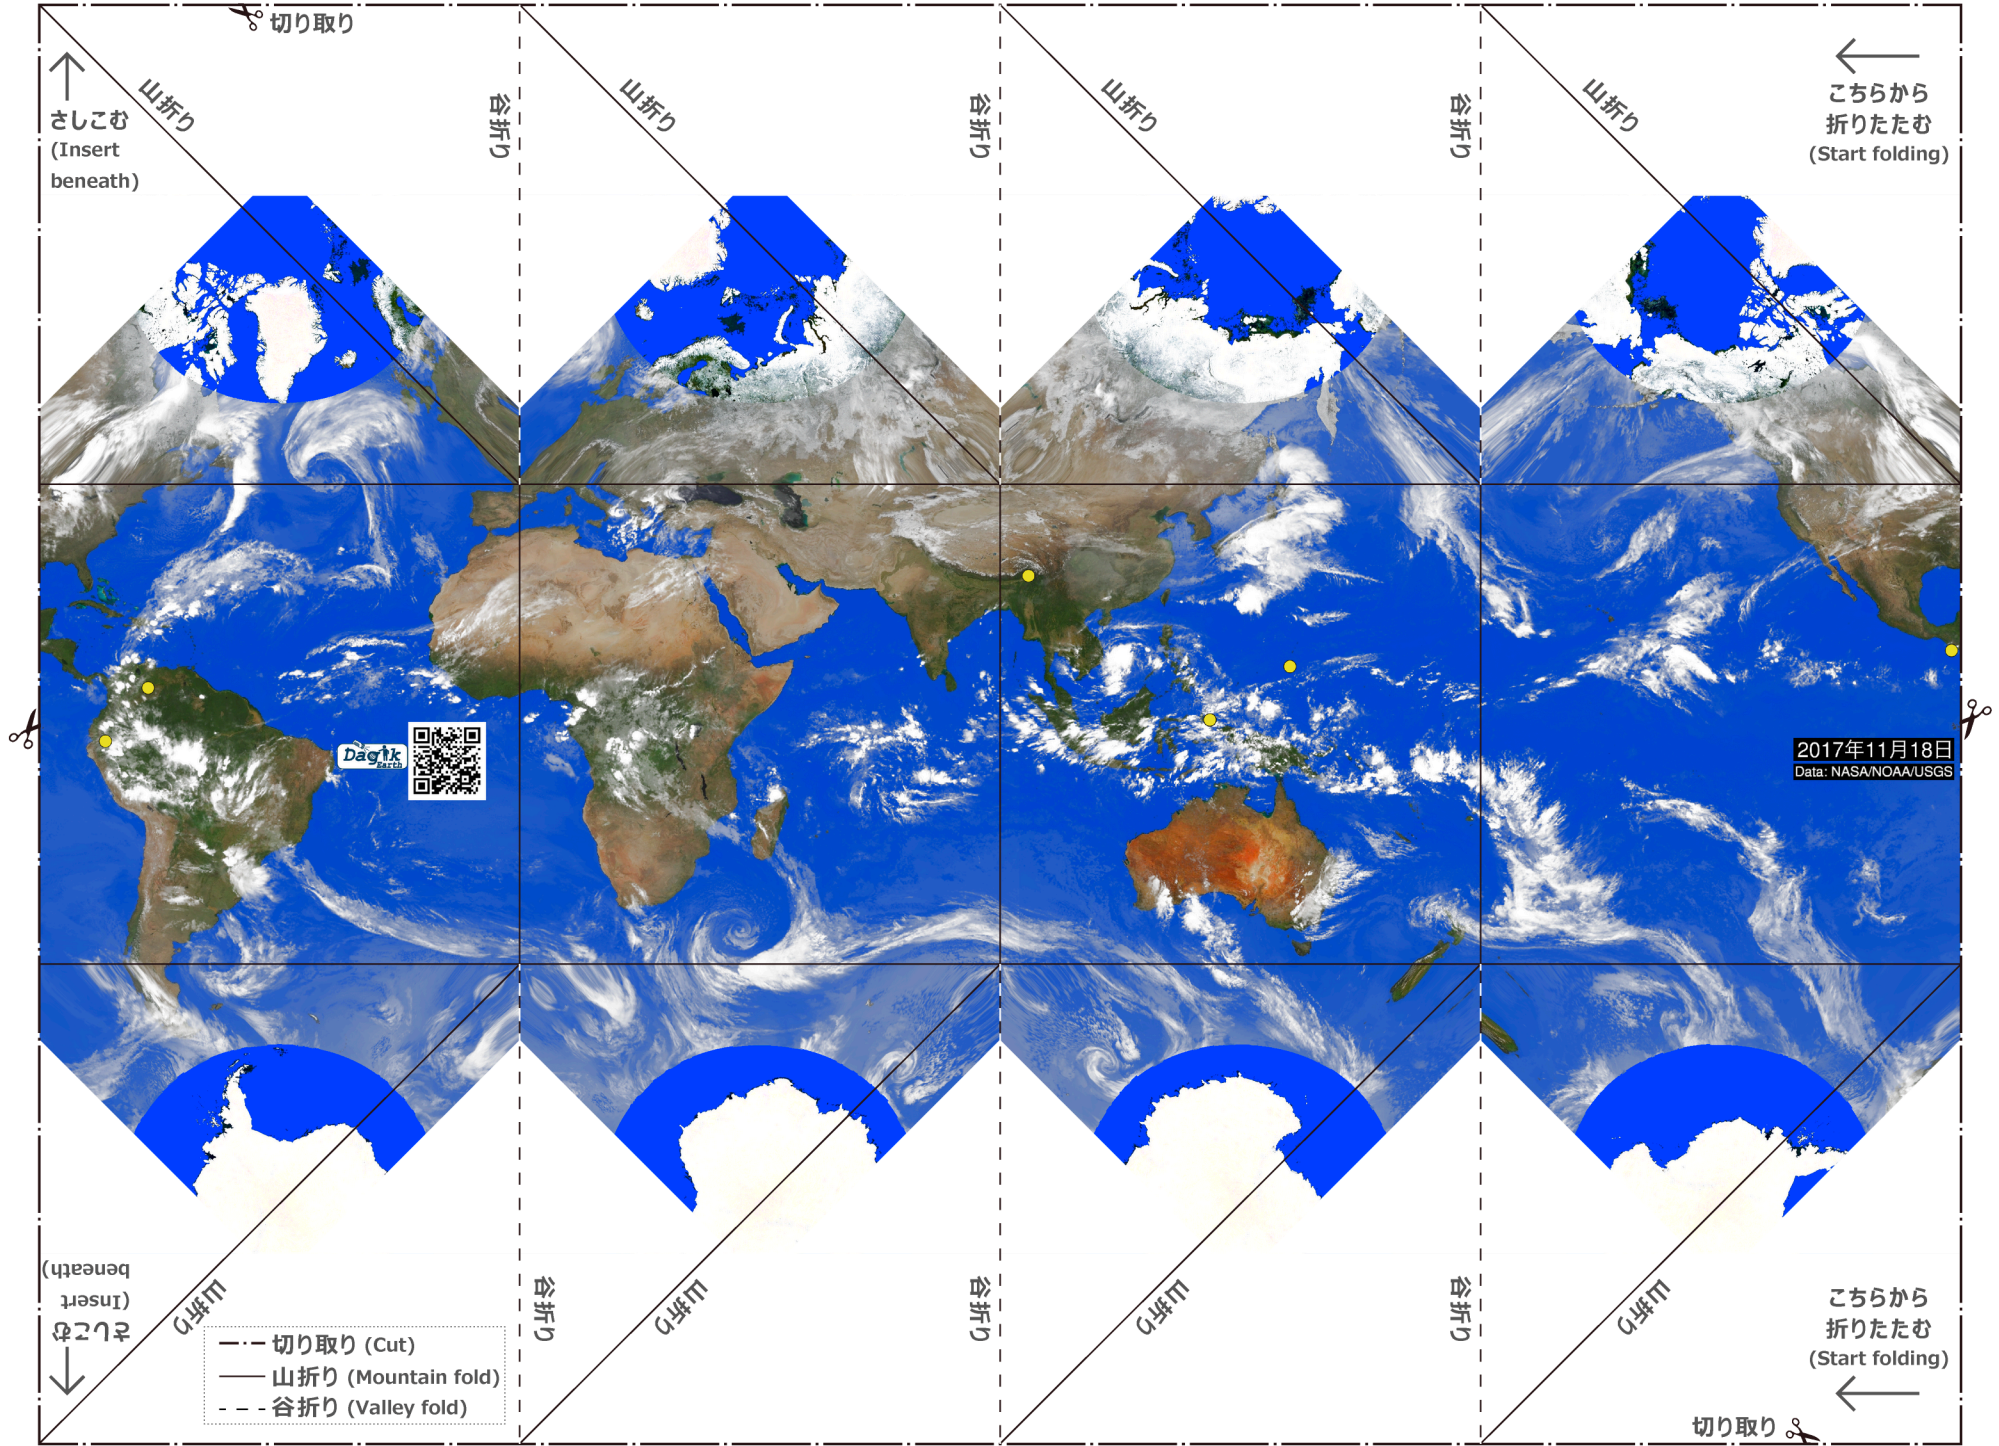 切り取り
山折り
谷折り
山折り
谷折り
山折り
谷折り
山折り
さしこむ
(Insert
beneath)
こちらから
折りたたむ
(Start folding)
Dagik
Earth
2017年11月18日
Data: NASA/NOAA/USGS
さしこむ
(Insert
beneath)
山折り
谷折り
山折り
谷折り
山折り
谷折り
山折り
こちらから
折りたたむ
(Start folding)
切り取り (Cut)
山折り (Mountain fold)
谷折り (Valley fold)
切り取り